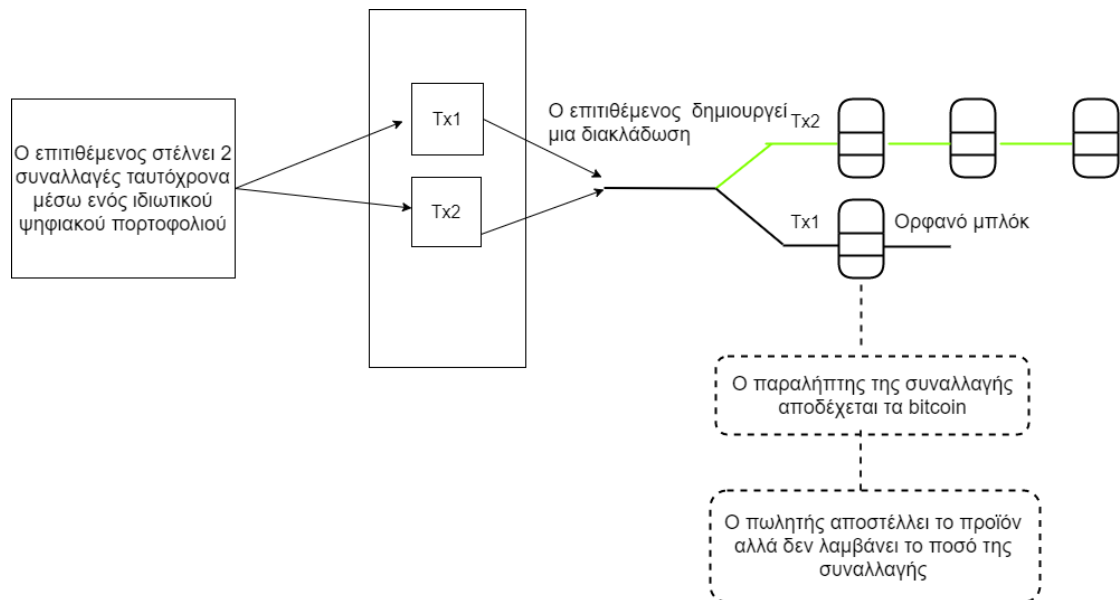 Ο επιτιθέμενος στέλνει 2
συναλλαγές ταυτόχρονα
μέσω ενός ιδιωτικού
ψηφιακού πορτοφολιού
Tx1
Tx2
Ο επιτιθέμενος δημιουργεί
μια διακλάδωση
Tx2
Tx1
Ορφανό μπλόκ
Ο παραλήπτης της συναλλαγής
αποδέχεται τα bitcoin
Ο πωλητής αποστέλλει το προϊόν
αλλά δεν λαμβάνει το ποσό της
συναλλαγής